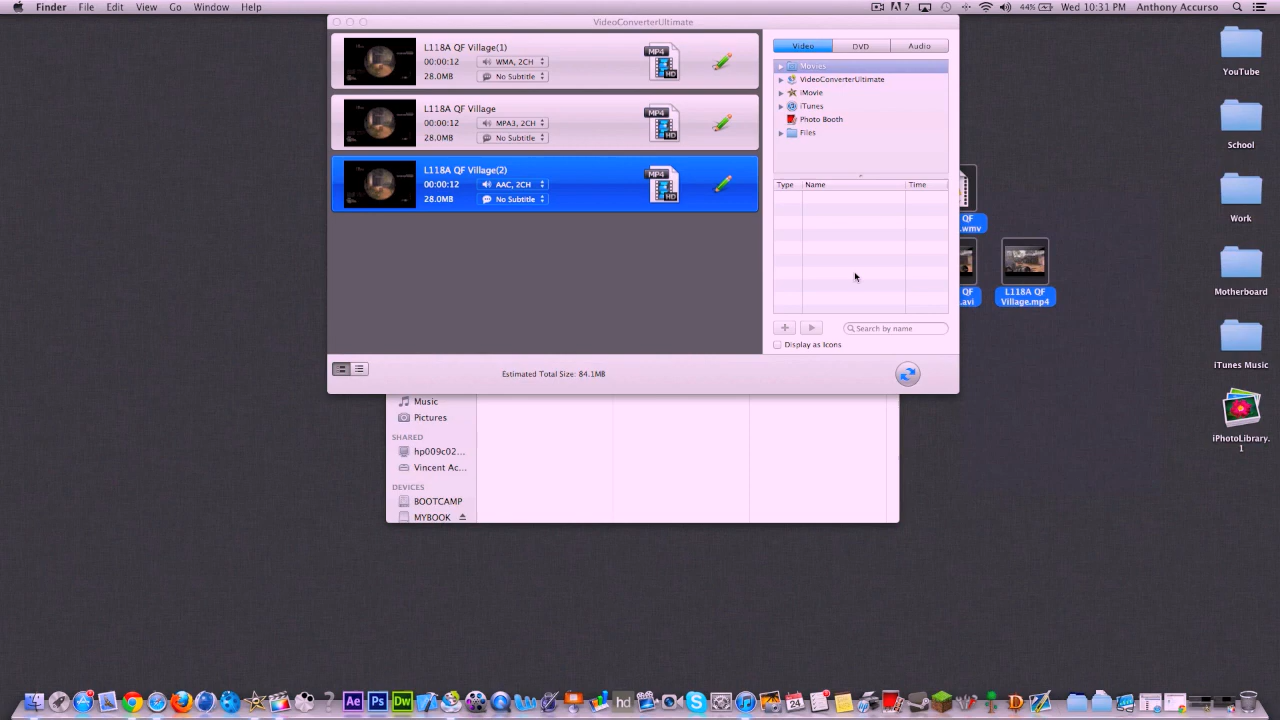 Finder File Edit View Go Window Help
7 44% Wed 10:31 PM Anthony Accurso
VideoConverterUltimate
L118A QF Village(1)
00:00:12 WMA, 2CH
28.0MB No Subtitle
MP4
HD
L118A QF Village
00:00:12 MPA3, 2CH
28.0MB No Subtitle
MP4
HD
L118A QF Village(2)
00:00:12 AAC, 2CH
28.0MB No Subtitle
MP4
HD
Estimated Total Size: 84.1MB
Video DVD Audio
Movies
VideoConverterUltimate
iMovie
iTunes
Photo Booth
Files
Type Name Time
Search by name
Display as Icons
Music
Pictures
SHARED
hp009c02...
Vincent Ac...
DEVICES
BOOTCAMP
MYBOOK
QF
.wmv
QF
.avi
L118A QF
Village.mp4
YouTube
School
Work
Motherboard
iTunes Music
iPhotoLibrary.
1
Ae Ps Dw hd 24